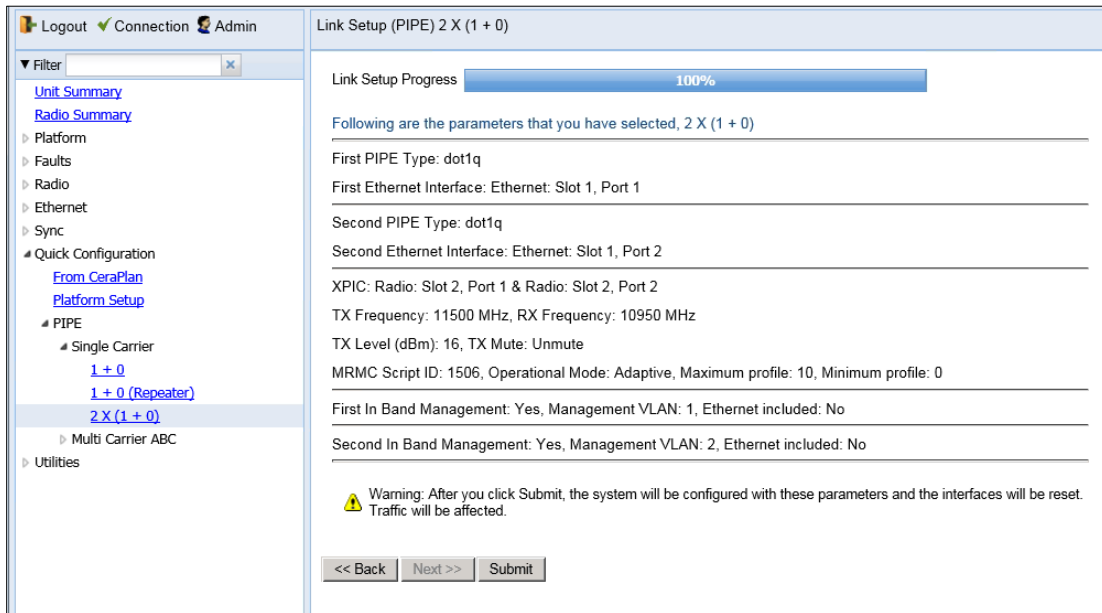 Logout Connection Admin
Filter
Unit Summary
Radio Summary
Platform
Faults
Radio
Ethernet
Sync
Quick Configuration
From CeraPlan
Platform Setup
PIPE
Single Carrier
1 + 0
1 + 0 (Repeater)
2 X (1 + 0)
Multi Carrier ABC
Utilities
Link Setup (PIPE) 2 X (1 + 0)
Link Setup Progress 100%
Following are the parameters that you have selected, 2 X (1 + 0)
First PIPE Type: dot1q
First Ethernet Interface: Ethernet: Slot 1, Port 1
Second PIPE Type: dot1q
Second Ethernet Interface: Ethernet: Slot 1, Port 2
XPIC: Radio: Slot 2, Port 1 & Radio: Slot 2, Port 2
TX Frequency: 11500 MHz, RX Frequency: 10950 MHz
TX Level (dBm): 16, TX Mute: Unmute
MRMC Script ID: 1506, Operational Mode: Adaptive, Maximum profile: 10, Minimum profile: 0
First In Band Management: Yes, Management VLAN: 1, Ethernet included: No
Second In Band Management: Yes, Management VLAN: 2, Ethernet included: No
Warning: After you click Submit, the system will be configured with these parameters and the interfaces will be reset.
Traffic will be affected.
<< Back Next >> Submit